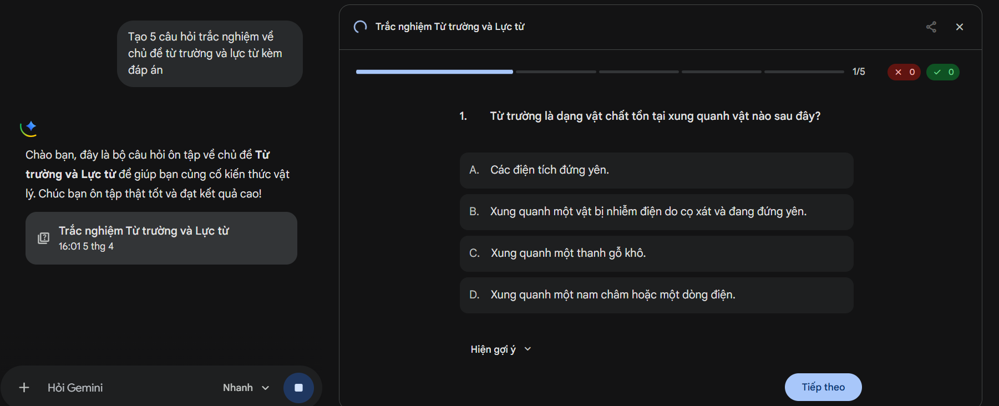 Tạo 5 câu hỏi trắc nghiệm về
chủ đề từ trường và lực từ kèm
đáp án
Chào bạn, đây là bộ câu hỏi ôn tập về chủ đề Từ
trường và Lực từ để giúp bạn củng cố kiến thức vật
lý. Chúc bạn ôn tập thật tốt và đạt kết quả cao!
Trắc nghiệm Từ trường và Lực từ
16:01 5 thg 4
Hỏi Gemini
Nhanh
Trắc nghiệm Từ trường và Lực từ
1/5
0
0
1. Từ trường là dạng vật chất tồn tại xung quanh vật nào sau đây?
A. Các điện tích đứng yên.
B. Xung quanh một vật bị nhiễm điện do cọ xát và đang đứng yên.
C. Xung quanh một thanh gỗ khô.
D. Xung quanh một nam châm hoặc một dòng điện.
Hiện gợi ý
Tiếp theo